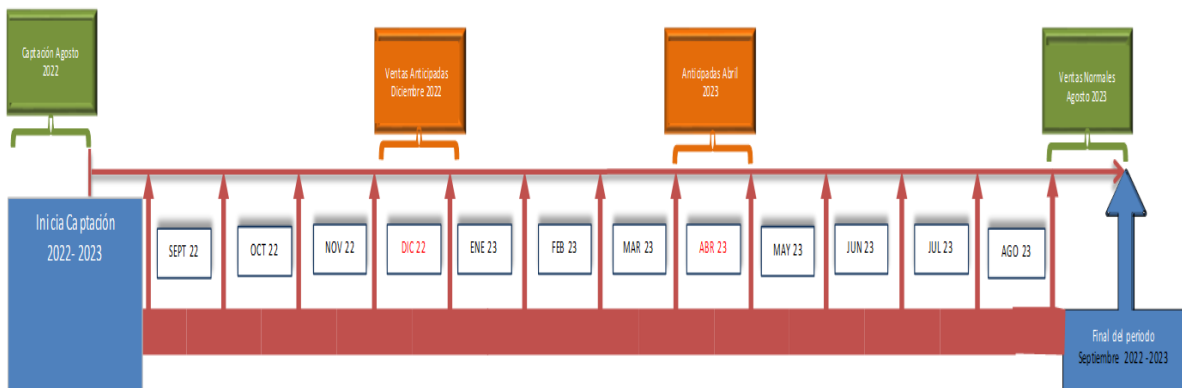 Captación Agosto
2022
Ventas Anticipadas
Diciembre 2022
Anticipadas Abril
2023
Ventas Normales
Agosto 2023
Inicia Captación
2022- 2023
SEPT 22
OCT 22
NOV 22
DIC 22
ENE 23
FEB 23
MAR 23
ABR 23
MAY 23
JUN 23
JUL 23
AGO 23
Final del periodo
Septiembre 2022 -2023